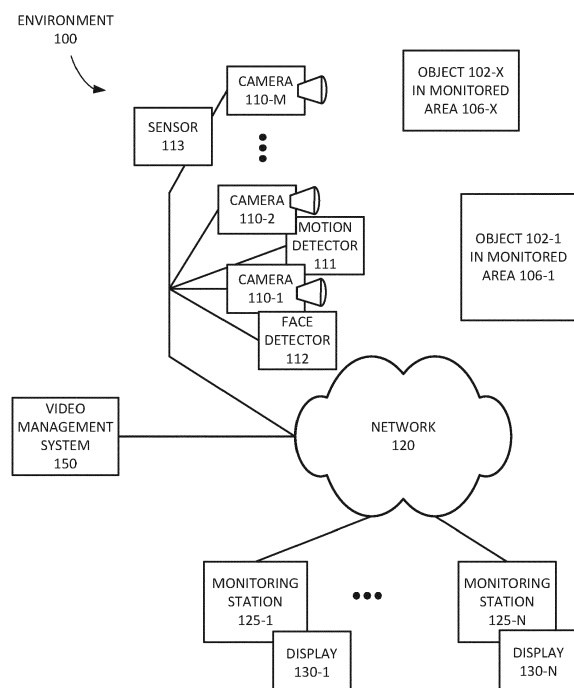 ENVIRONMENT
100
CAMERA
110-M
OBJECT 102-X
IN MONITORED
AREA 106-X
SENSOR
113
CAMERA
110-2
MOTION
DETECTOR
111
OBJECT 102-1
IN MONITORED
AREA 106-1
CAMERA
110-1
FACE
DETECTOR
112
VIDEO
MANAGEMENT
SYSTEM
150
NETWORK
120
MONITORING
STATION
125-1
DISPLAY
130-1
MONITORING
STATION
125-N
DISPLAY
130-N